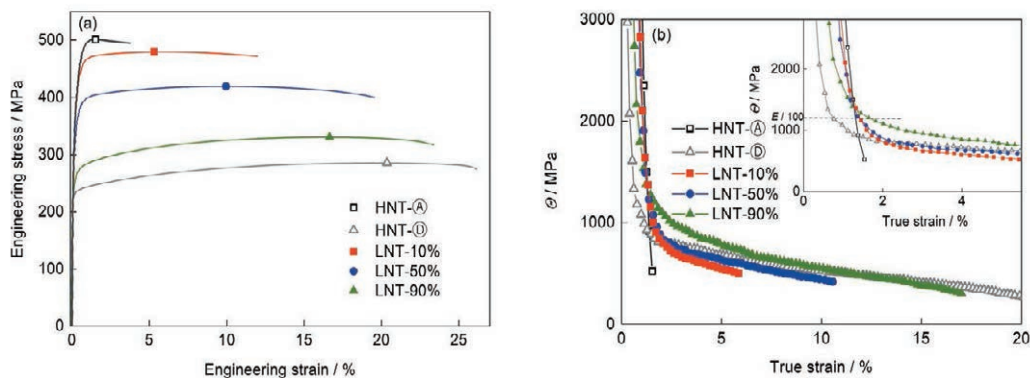 (a)
Engineering stress / MPa
500
400
300
200
100
0
0 5 10 15 20 25
Engineering strain / %
HNT-Ⓐ
HNT-Ⓓ
LNT-10%
LNT-50%
LNT-90%
(b)
Θ / MPa
3000
2000
1000
0
0 5 10 15 20
True strain / %
HNT-Ⓐ
HNT-Ⓓ
LNT-10%
LNT-50%
LNT-90%
Θ / MPa
2000
E / 100
1000
0
0 2 4
True strain / %